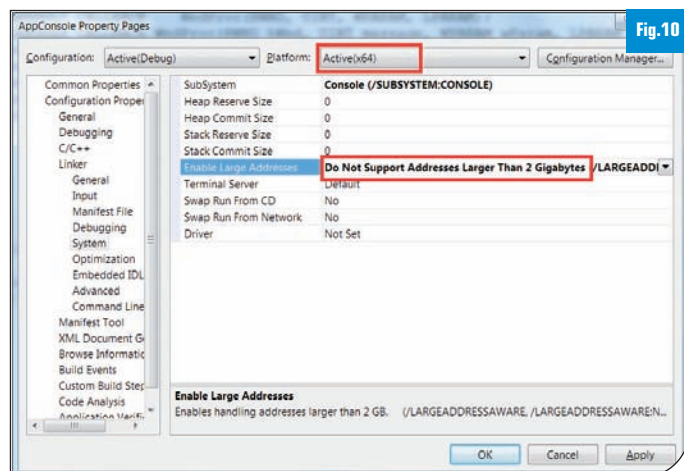 AppConsole Property Pages
Fig.10
Configuration: Active(Debug) Platform: Active(x64) Configuration Manager...
Common Properties
Configuration Proper
General
Debugging
C/C++
Linker
General
Input
Manifest File
Debugging
System
Optimization
Embedded IDL
Advanced
Command Line
Manifest Tool
XML Document G
Browse Informatic
Build Events
Custom Build Step
Code Analysis
Application Verifi
SubSystem Console (/SUBSYSTEM:CONSOLE)
Heap Reserve Size 0
Heap Commit Size 0
Stack Reserve Size 0
Stack Commit Size 0
Enable Large Addresses Do Not Support Addresses Larger Than 2 Gigabytes /LARGEADDI
Terminal Server Default
Swap Run From CD No
Swap Run From Network No
Driver Not Set
Enable Large Addresses
Enables handling addresses larger than 2 GB. (/LARGEADDRESSAWARE, /LARGEADDRESSAWARE:N...
OK Cancel Apply